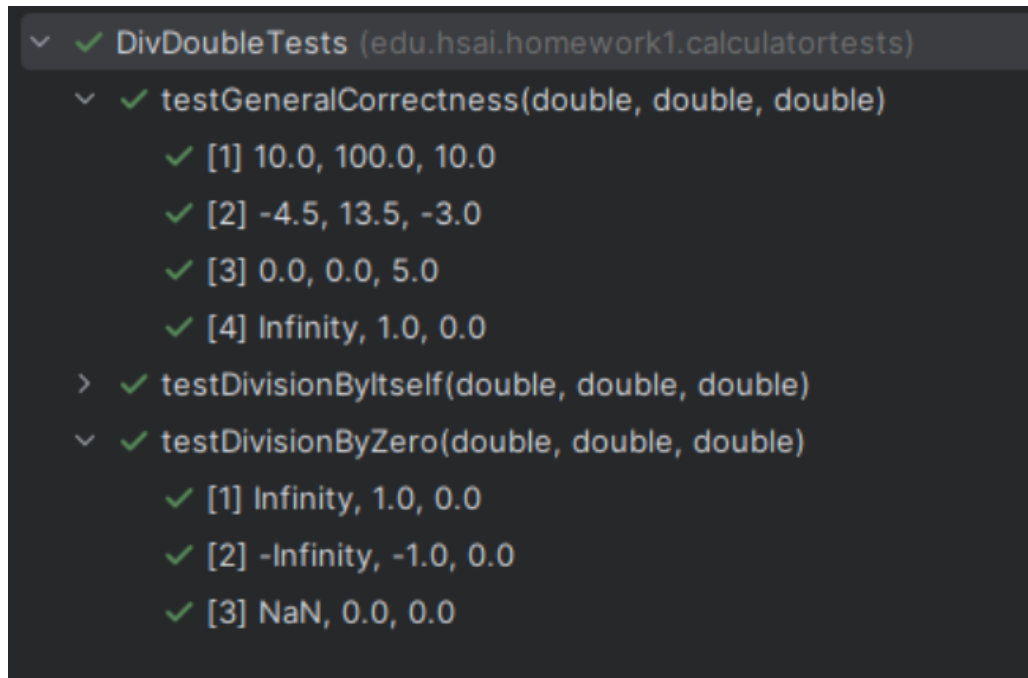 DivDoubleTests (edu.hsai.homework1.calculatortests)
testGeneralCorrectness(double, double, double)
[1] 10.0, 100.0, 10.0
[2] -4.5, 13.5, -3.0
[3] 0.0, 0.0, 5.0
[4] Infinity, 1.0, 0.0
testDivisionByItself(double, double, double)
testDivisionByZero(double, double, double)
[1] Infinity, 1.0, 0.0
[2] -Infinity, -1.0, 0.0
[3] NaN, 0.0, 0.0